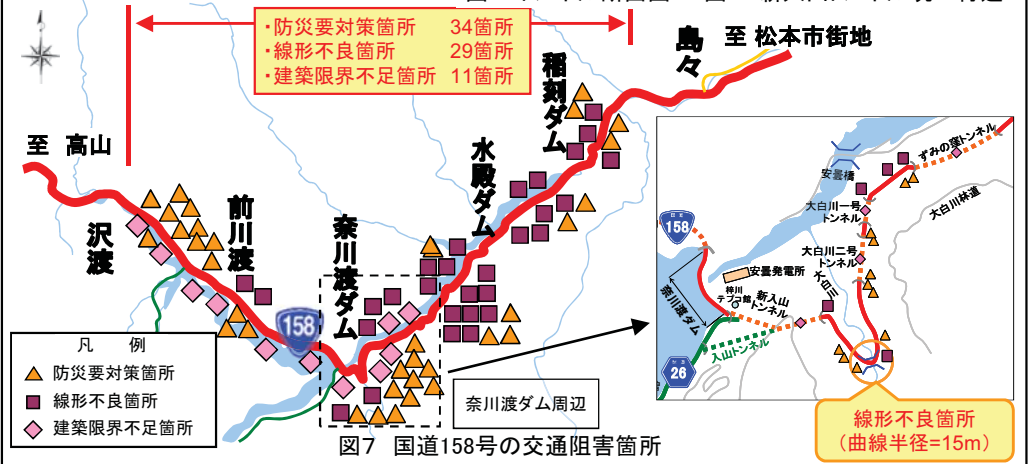 ・防災要対策箇所 34箇所
・線形不良箇所 29箇所
・建築限界不足箇所 11箇所
島々
至 松本市街地
稲刻ダム
至 高山
水殿ダム
前川渡
沢渡
奈川渡ダム
158
凡 例
防災要対策箇所
線形不良箇所
建築限界不足箇所
奈川渡ダム周辺
ずみの窪トンネル
安曇橋
大白川林道
大白川一号
トンネル
158
大白川二号
トンネル
安曇発電所
大白川
梓川
テプコ館
新入山
トンネル
奈川渡ダム
入山トンネル
26
線形不良箇所
（曲線半径=15m）
図7 国道158号の交通阻害箇所